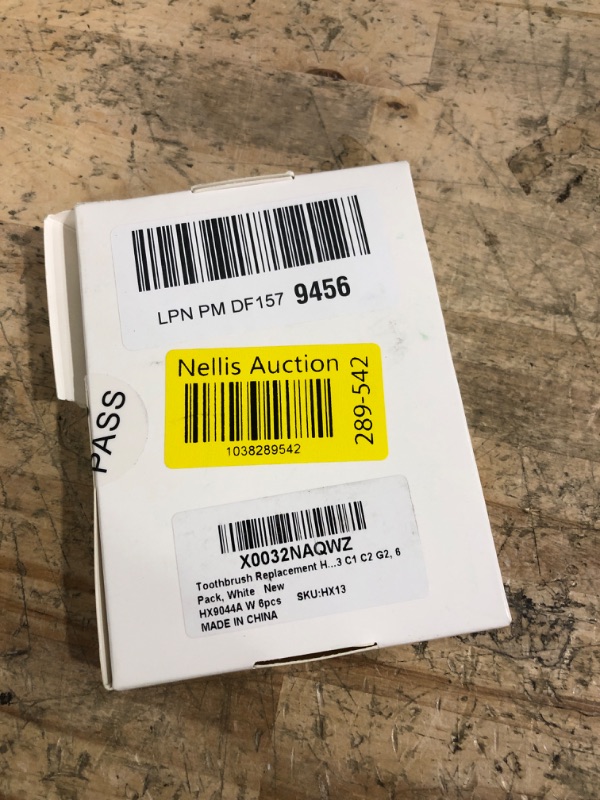 LPN PM DF157 9456
Nellis Auction
1038289542
289-542
PASS
X0032NAQWZ
Toothbrush Replacement H...3 C1 C2 G2, 6
Pack, White New
HX9044A W 6pcs SKU:HX13
MADE IN CHINA